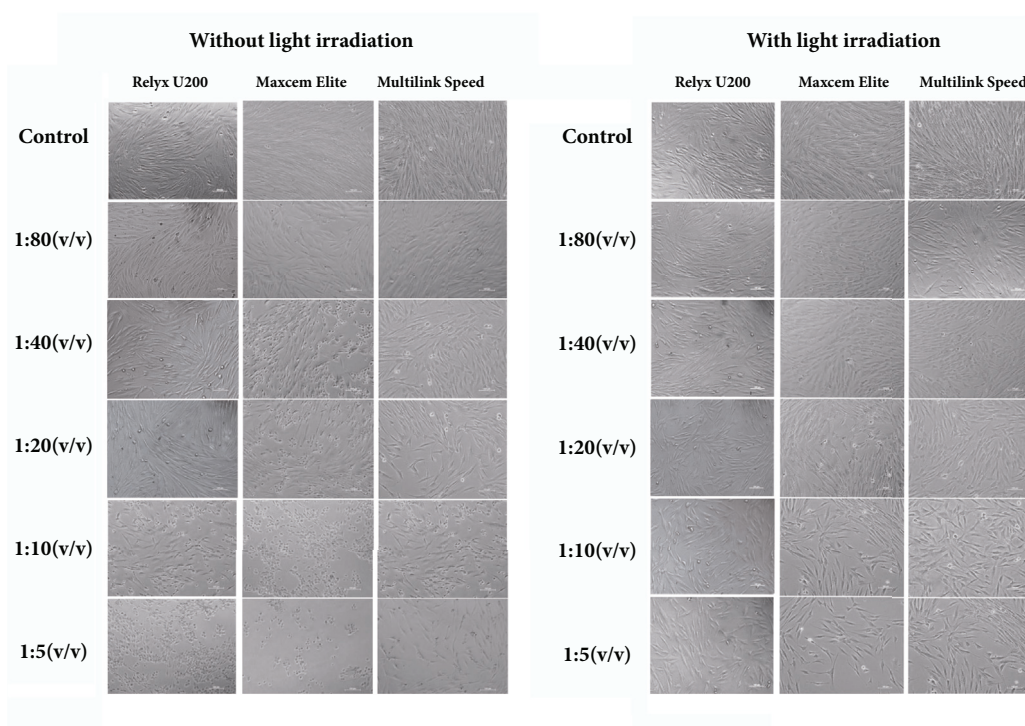 Without light irradiation
Relyx U200 Maxcem Elite Multilink Speed
Control
1:80(v/v)
1:40(v/v)
1:20(v/v)
1:10(v/v)
1:5(v/v)
With light irradiation
Relyx U200 Maxcem Elite Multilink Speed
Control
1:80(v/v)
1:40(v/v)
1:20(v/v)
1:10(v/v)
1:5(v/v)